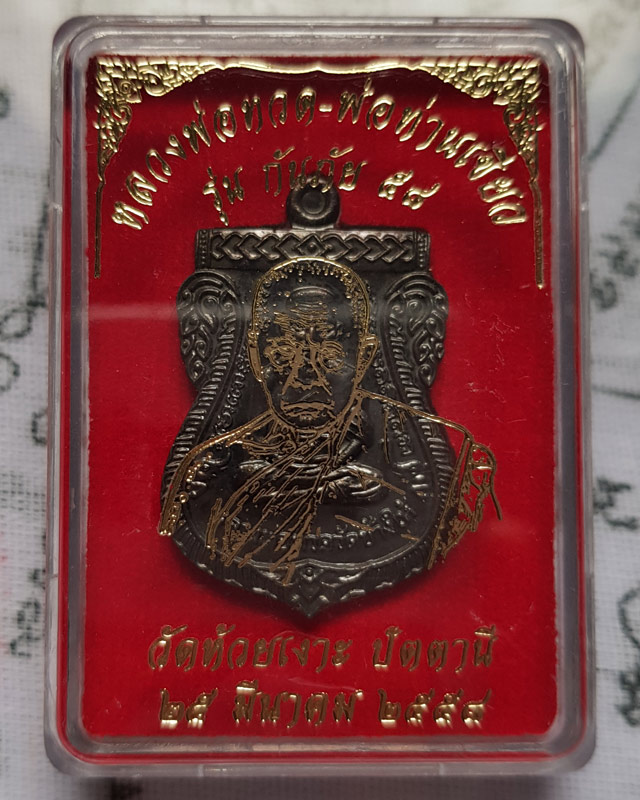 หลวงพ่อทวด-พ่อท่านเขียว
รุ่น กันภัย ๕๘
วัดห้วยเงาะ ปัตตานี
๒๕ มีนาคม ๒๕๕๘